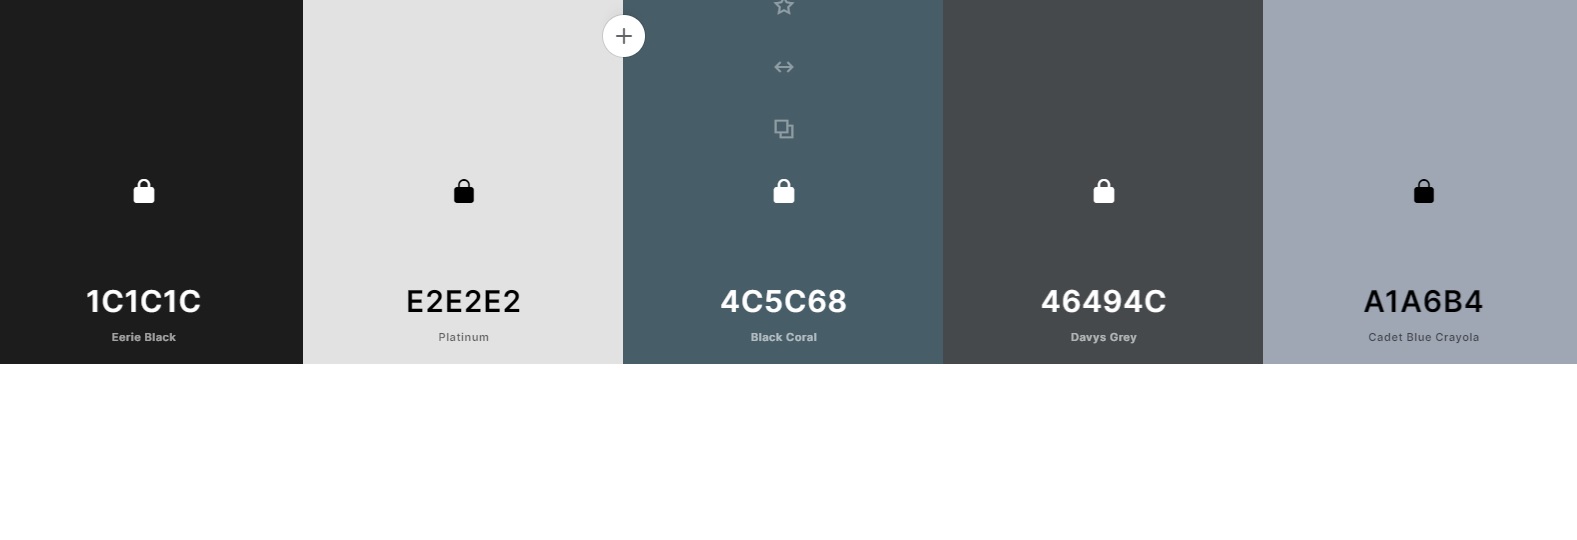 1C1C1C
Eerie Black
E2E2E2
Platinum
4C5C68
Black Coral
46494C
Davys Grey
A1A6B4
Cadet Blue Crayola